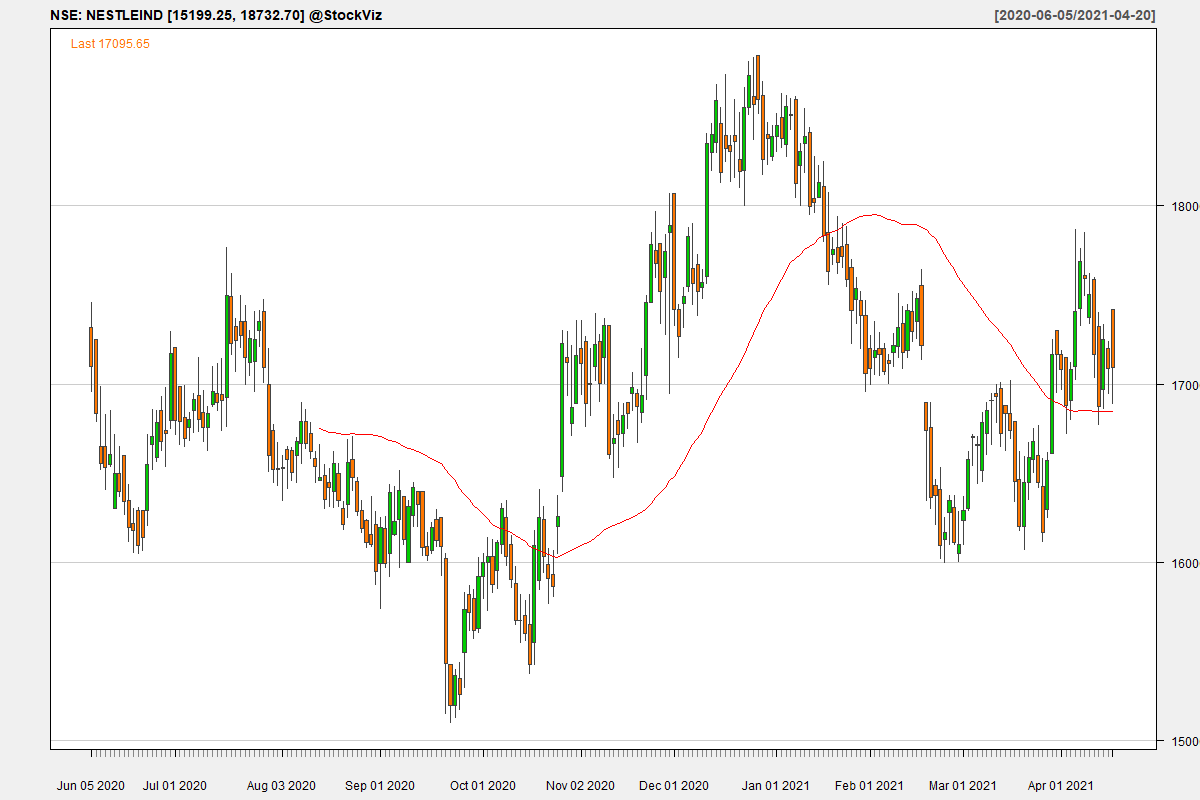 NSE: NESTLEIND [15199.25, 18732.70] @StockViz [2020-06-05/2021-04-20]
Last 17095.65
1800
1700
1600
1500
Jun 05 2020 Jul 01 2020 Aug 03 2020 Sep 01 2020 Oct 01 2020 Nov 02 2020 Dec 01 2020 Jan 01 2021 Feb 01 2021 Mar 01 2021 Apr 01 2021